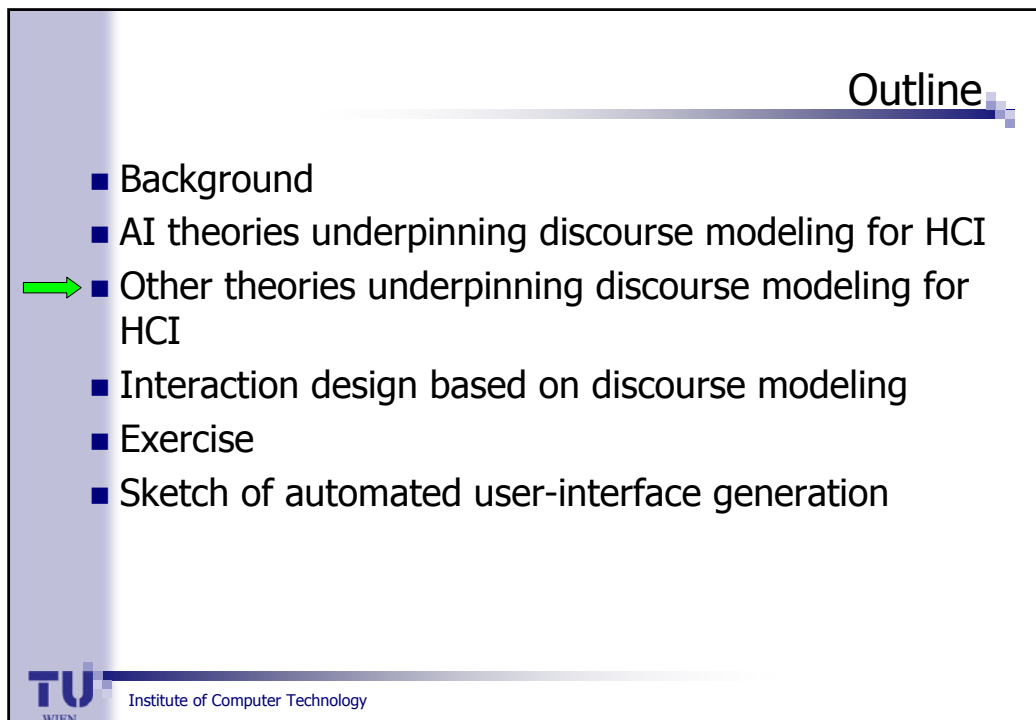 Outline
Background
AI theories underpinning discourse modeling for HCI
Other theories underpinning discourse modeling for
HCI
Interaction design based on discourse modeling
Exercise
Sketch of automated user-interface generation
TU
WIEN
Institute of Computer Technology